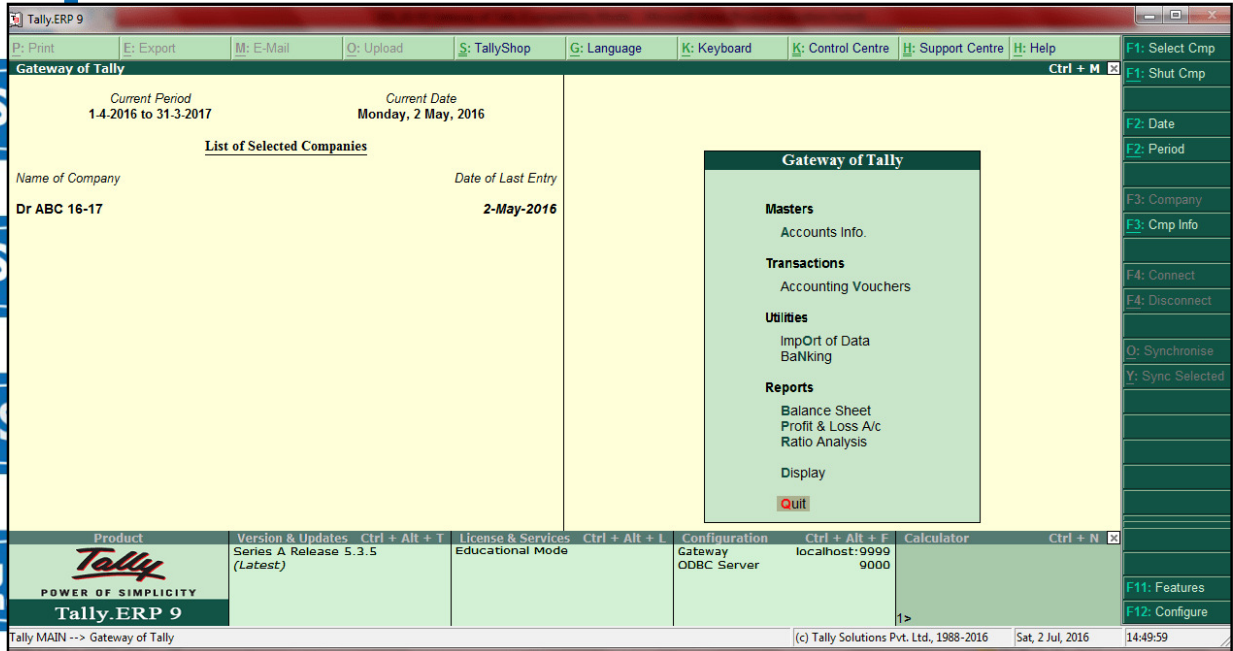 Tally.ERP 9
P: Print E: Export M: E-Mail O: Upload S: TallyShop G: Language K: Keyboard K: Control Centre H: Support Centre H: Help
Gateway of Tally Ctrl + M
Current Period Current Date
1-4-2016 to 31-3-2017 Monday, 2 May, 2016
List of Selected Companies
Name of Company Date of Last Entry
Dr ABC 16-17 2-May-2016
Gateway of Tally
Masters
Accounts Info.
Transactions
Accounting Vouchers
Utilities
ImpOrt of Data
BaNking
Reports
Balance Sheet
Profit & Loss A/c
Ratio Analysis
Display
Quit
F1: Select Cmp
F1: Shut Cmp
F2: Date
F2: Period
F3: Company
F3: Cmp Info
F4: Connect
F4: Disconnect
O: Synchronise
Y: Sync Selected
F11: Features
F12: Configure
Product
Tally
POWER OF SIMPLICITY
Tally.ERP 9
Version & Updates Ctrl + Alt + T
Series A Release 5.3.5
(Latest)
License & Services Ctrl + Alt + L
Educational Mode
Configuration Ctrl + Alt + F
Gateway localhost:9999
ODBC Server 9000
Calculator Ctrl + N
1>
Tally MAIN --> Gateway of Tally (c) Tally Solutions Pvt. Ltd., 1988-2016 Sat, 2 Jul, 2016 14:49:59